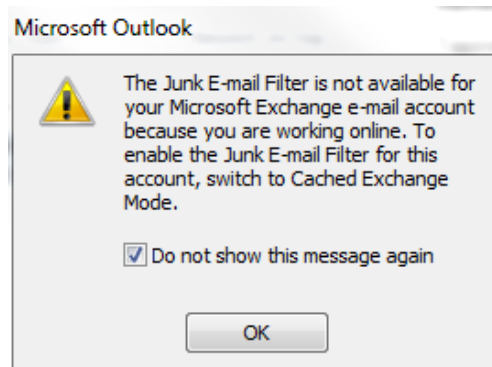 Microsoft Outlook
The Junk E-mail Filter is not available for
your Microsoft Exchange e-mail account
because you are working online. To
enable the Junk E-mail Filter for this
account, switch to Cached Exchange
Mode.
Do not show this message again
OK